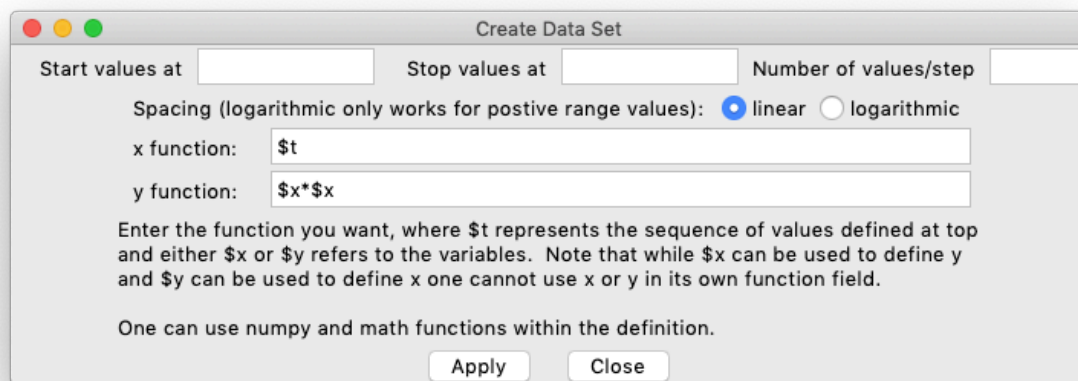 Create Data Set
Start values at Stop values at Number of values/step
Spacing (logarithmic only works for postive range values): linear logarithmic
x function: $t
y function: $x*$x
Enter the function you want, where $t represents the sequence of values defined at top
and either $x or $y refers to the variables. Note that while $x can be used to define y
and $y can be used to define x one cannot use x or y in its own function field.
One can use numpy and math functions within the definition.
Apply Close